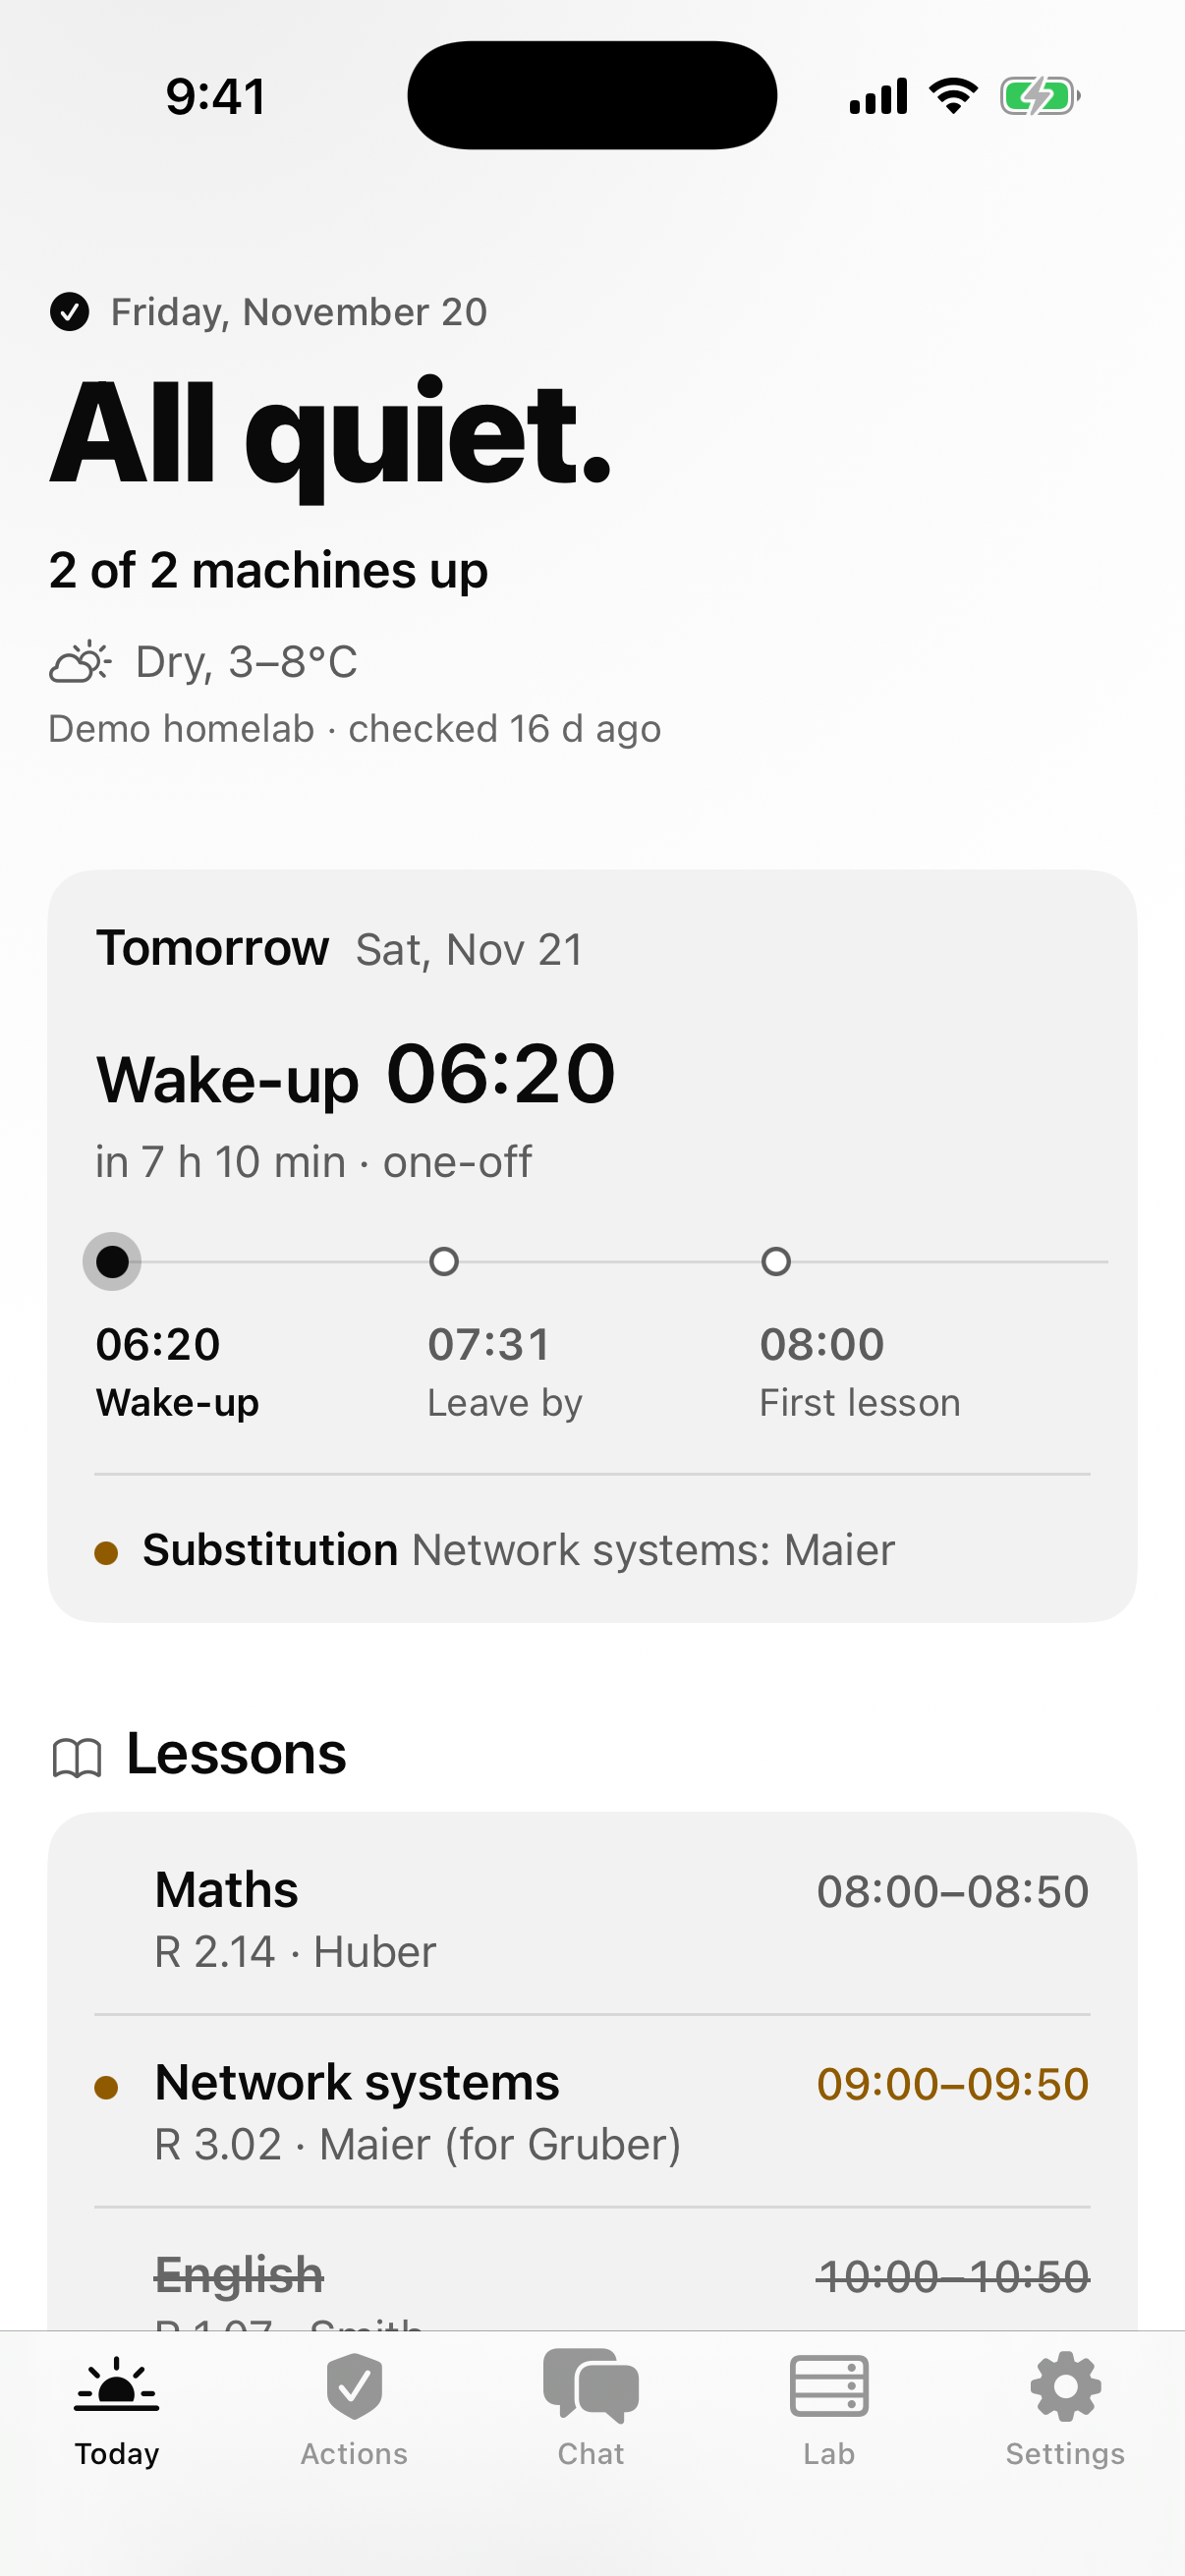 9:41
Friday, November 20
All quiet.
2 of 2 machines up
Dry, 3–8°C
Demo homelab · checked 16 d ago
Tomorrow Sat, Nov 21
Wake-up 06:20
in 7 h 10 min · one-off
06:20 07:31 08:00
Wake-up Leave by First lesson
Substitution Network systems: Maier
Lessons
Maths 08:00–08:50
R 2.14 · Huber
Network systems 09:00–09:50
R 3.02 · Maier (for Gruber)
English 10:00–10:50
R 1.07 · Smith
Today Actions Chat Lab Settings